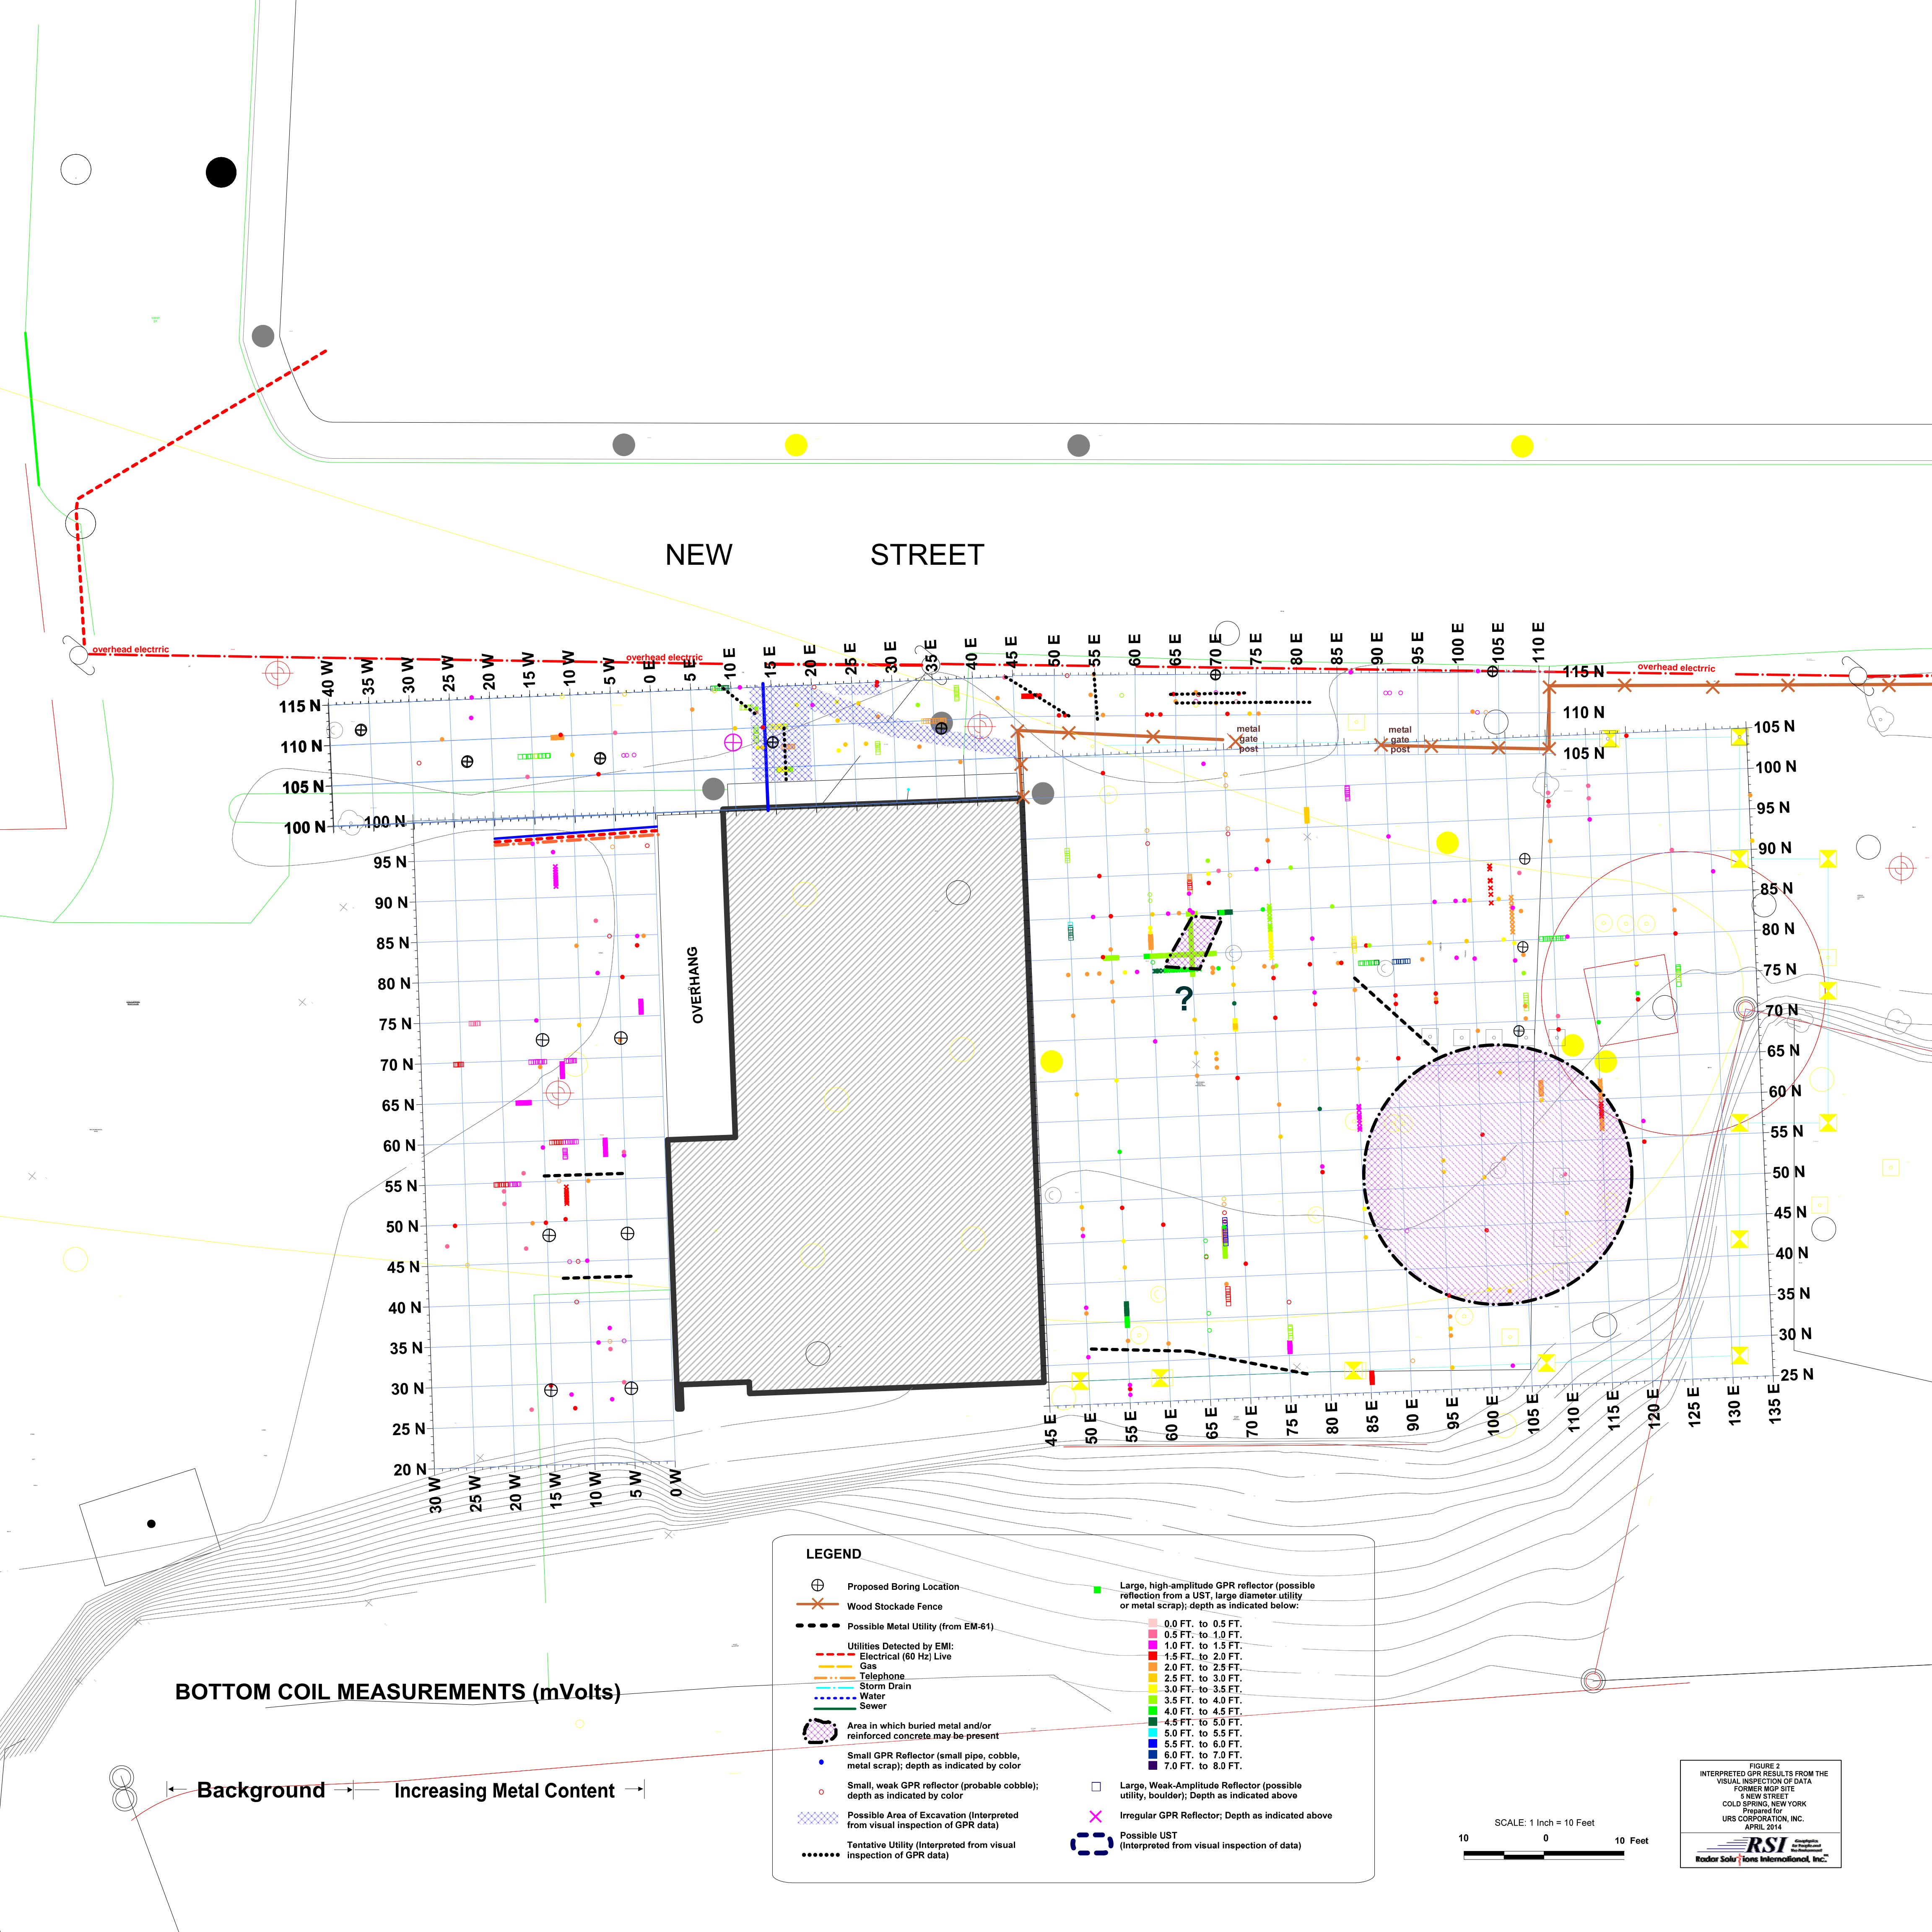 NEW STREET
overhead electrric
overhead electrric
overhead electrric
40 W
35 W
30 W
25 W
20 W
15 W
10 W
5 W
0 E
5 E
10 E
15 E
20 E
25 E
30 E
35 E
40 E
45 E
50 E
55 E
60 E
65 E
70 E
75 E
80 E
85 E
90 E
95 E
100 E
105 E
110 E
115 N
110 N
105 N
100 N
115 N
110 N
105 N
metal
gate
post
metal
gate
post
100 N
95 N
90 N
85 N
80 N
75 N
70 N
65 N
60 N
55 N
50 N
45 N
40 N
35 N
30 N
25 N
20 N
30 W
25 W
20 W
15 W
10 W
5 W
0 W
OVERHANG
?
105 N
100 N
95 N
90 N
85 N
80 N
75 N
70 N
65 N
60 N
55 N
50 N
45 N
40 N
35 N
30 N
25 N
45 E
50 E
55 E
60 E
65 E
70 E
75 E
80 E
85 E
90 E
95 E
100 E
105 E
110 E
115 E
120 E
125 E
130 E
135 E
BOTTOM COIL MEASUREMENTS (mVolts)
Background
Increasing Metal Content
LEGEND
Proposed Boring Location
Wood Stockade Fence
Possible Metal Utility (from EM-61)
Utilities Detected by EMI:
Electrical (60 Hz) Live
Gas
Telephone
Storm Drain
Water
Sewer
Area in which buried metal and/or
reinforced concrete may be present
Small GPR Reflector (small pipe, cobble,
metal scrap); depth as indicated by color
Small, weak GPR reflector (probable cobble);
depth as indicated by color
Possible Area of Excavation (Interpreted
from visual inspection of GPR data)
Tentative Utility (Interpreted from visual
inspection of GPR data)
Large, high-amplitude GPR reflector (possible
reflection from a UST, large diameter utility
or metal scrap); depth as indicated below:
0.0 FT. to 0.5 FT.
0.5 FT. to 1.0 FT.
1.0 FT. to 1.5 FT.
1.5 FT. to 2.0 FT.
2.0 FT. to 2.5 FT.
2.5 FT. to 3.0 FT.
3.0 FT. to 3.5 FT.
3.5 FT. to 4.0 FT.
4.0 FT. to 4.5 FT.
4.5 FT. to 5.0 FT.
5.0 FT. to 5.5 FT.
5.5 FT. to 6.0 FT.
6.0 FT. to 7.0 FT.
7.0 FT. to 8.0 FT.
Large, Weak-Amplitude Reflector (possible
utility, boulder); Depth as indicated above
Irregular GPR Reflector; Depth as indicated above
Possible UST
(Interpreted from visual inspection of data)
SCALE: 1 Inch = 10 Feet
10 0 10 Feet
FIGURE 2
INTERPRETED GPR RESULTS FROM THE
VISUAL INSPECTION OF DATA
FORMER MGP SITE
5 NEW STREET
COLD SPRING, NEW YORK
Prepared for
URS CORPORATION, INC.
APRIL 2014
RSI
Radar Solutions International, Inc.